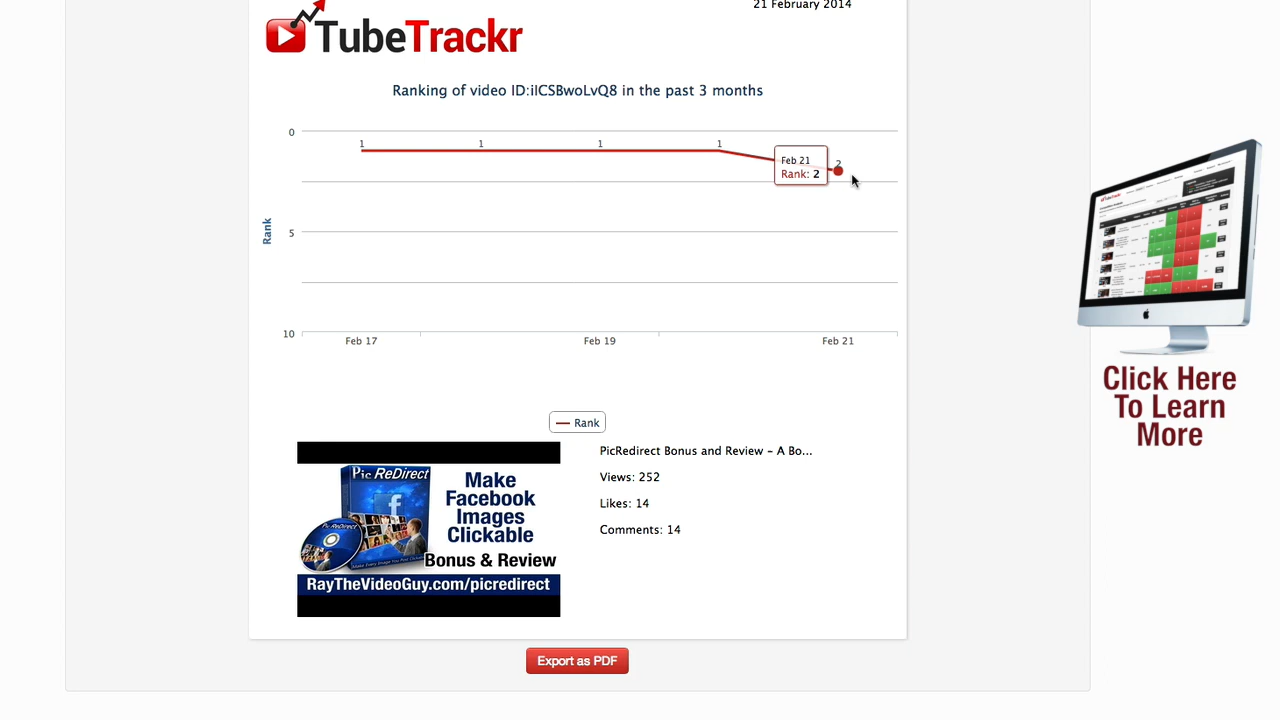 21 February 2014
TubeTrackr
Ranking of video ID:iICSBwoLvQ8 in the past 3 months
0
1
1
1
1
2
Feb 21
Rank: 2
Rank
5
10
Feb 17
Feb 19
Feb 21
Rank
Click Here
To Learn
More
PicRedirect Bonus and Review - A Bo...
Views: 252
Likes: 14
Comments: 14
Pic ReDirect
Make
Facebook
Images
Clickable
Bonus & Review
RayTheVideoGuy.com/picredirect
Export as PDF